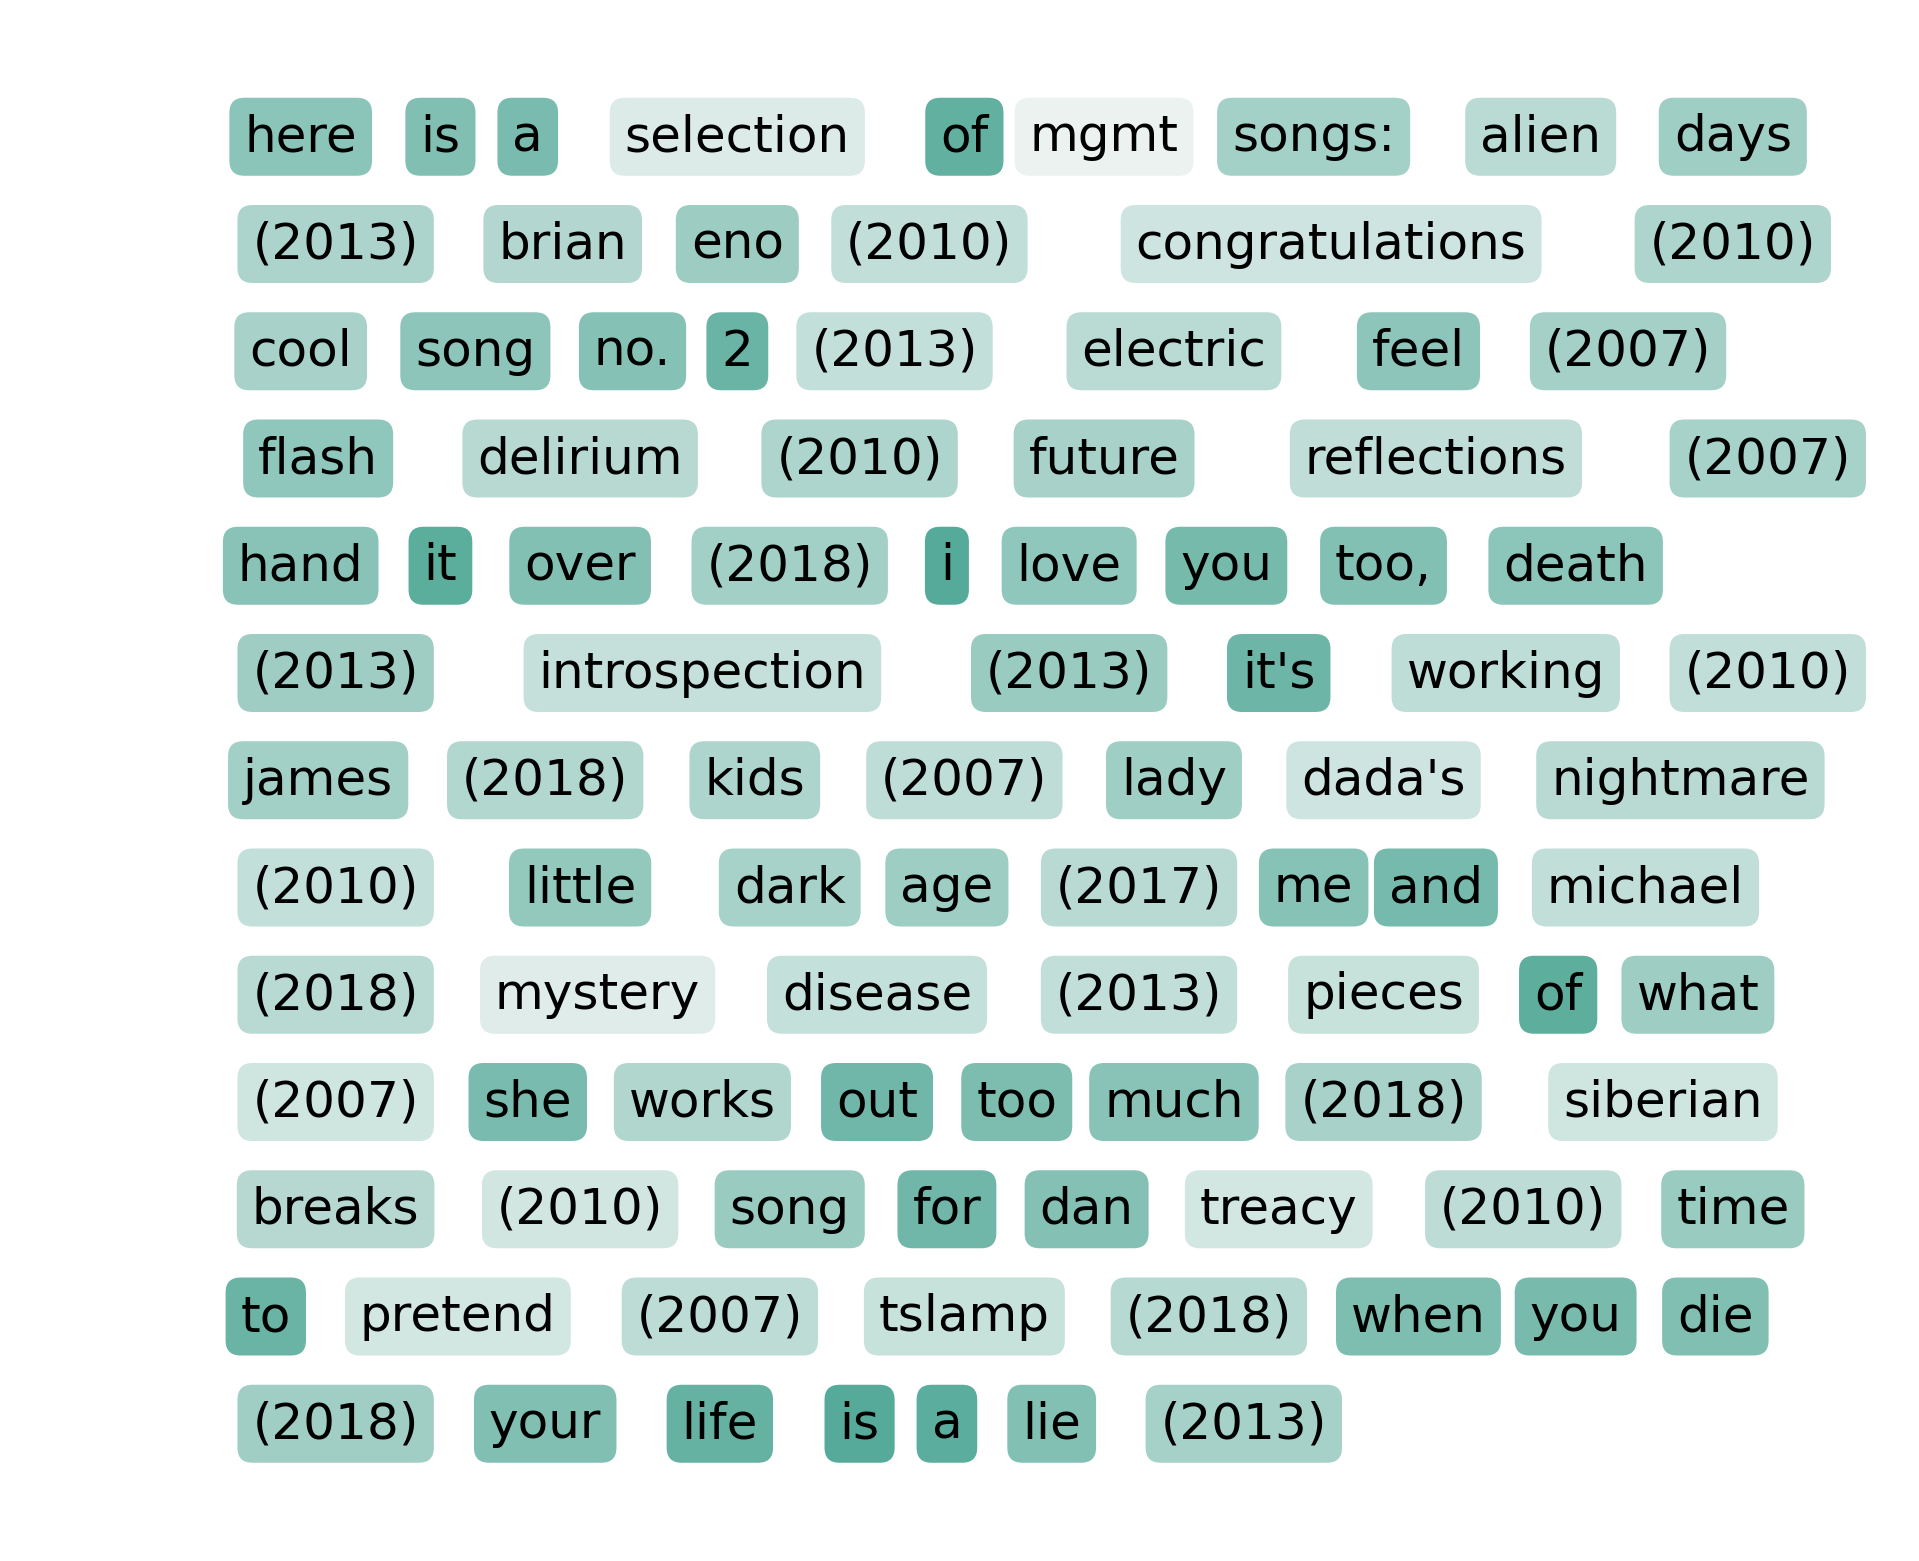 here is a selection of mgmt songs: alien days
(2013) brian eno (2010) congratulations (2010)
cool song no. 2 (2013) electric feel (2007)
flash delirium (2010) future reflections (2007)
hand it over (2018) i love you too, death
(2013) introspection (2013) it's working (2010)
james (2018) kids (2007) lady dada's nightmare
(2010) little dark age (2017) me and michael
(2018) mystery disease (2013) pieces of what
(2007) she works out too much (2018) siberian
breaks (2010) song for dan treacy (2010) time
to pretend (2007) tslamp (2018) when you die
(2018) your life is a lie (2013)